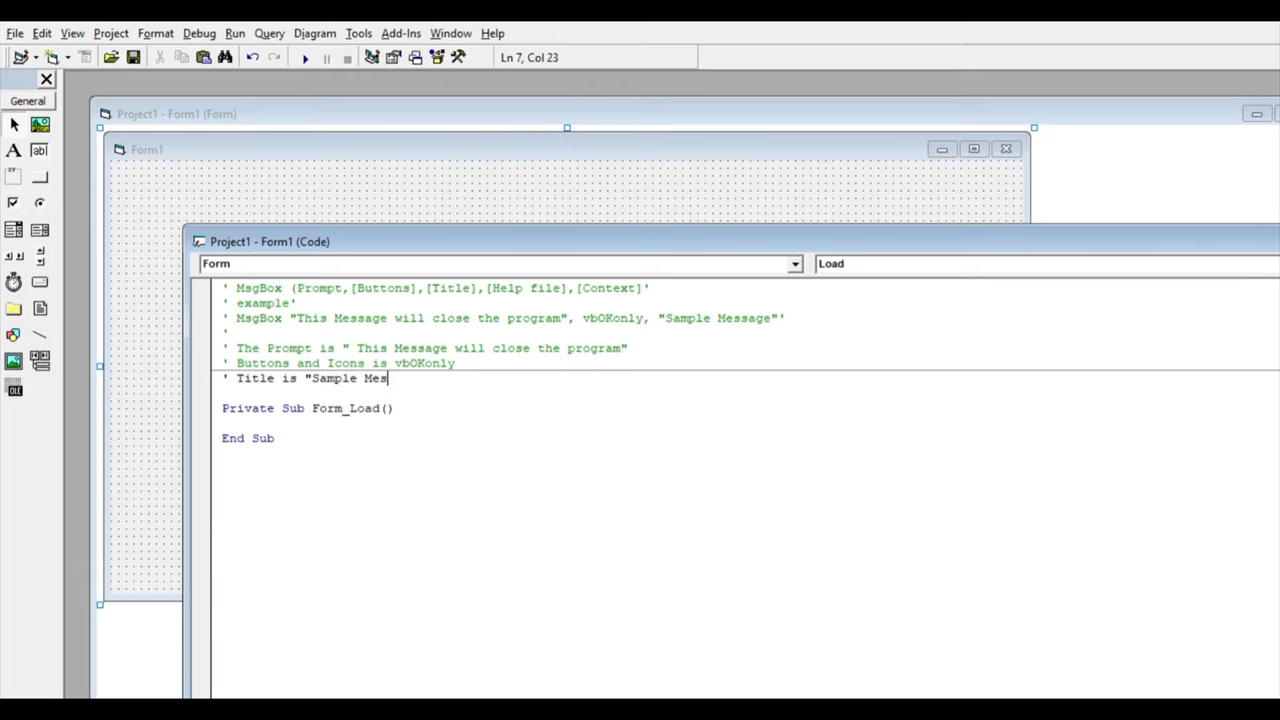 File Edit View Project Format Debug Run Query Diagram Tools Add-Ins Window Help
Ln 7, Col 23
General
Project1 - Form1 (Form)
Form1
A
ab|
xy
OLE
Project1 - Form1 (Code)
Form
Load
' MsgBox (Prompt,[Buttons],[Title],[Help file],[Context]'
' example'
' MsgBox "This Message will close the program", vbOKonly, "Sample Message"'
'
' The Prompt is " This Message will close the program"
' Buttons and Icons is vbOKonly
' Title is "Sample Mes
Private Sub Form_Load()
End Sub